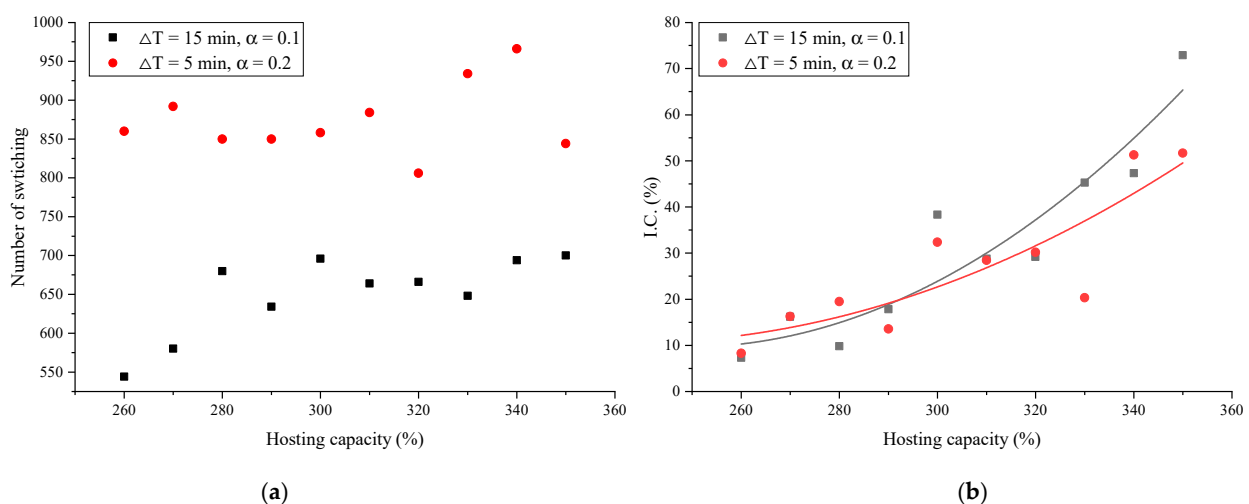 1000
950
900
850
800
750
700
650
600
550
Number of swtiching
△T = 15 min, α = 0.1
△T = 5 min, α = 0.2
260 280 300 320 340 360
Hosting capacity (%)
(a)
80
70
60
50
40
30
20
10
0
I.C. (%)
△T = 15 min, α = 0.1
△T = 5 min, α = 0.2
260 280 300 320 340 360
Hosting capacity (%)
(b)